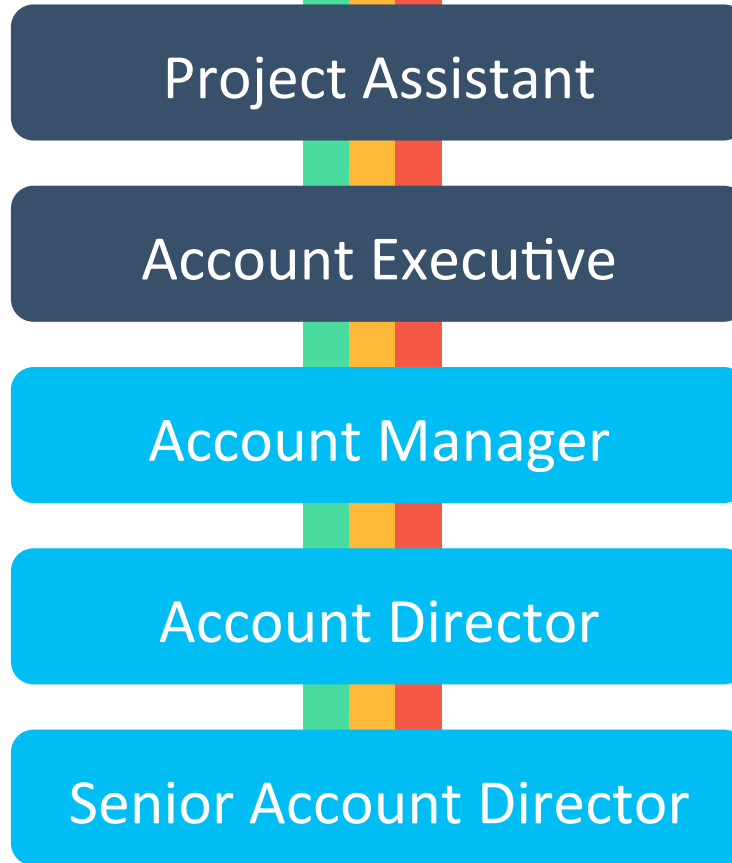 Project Assistant
Account Executive
Account Manager
Account Director
Senior Account Director